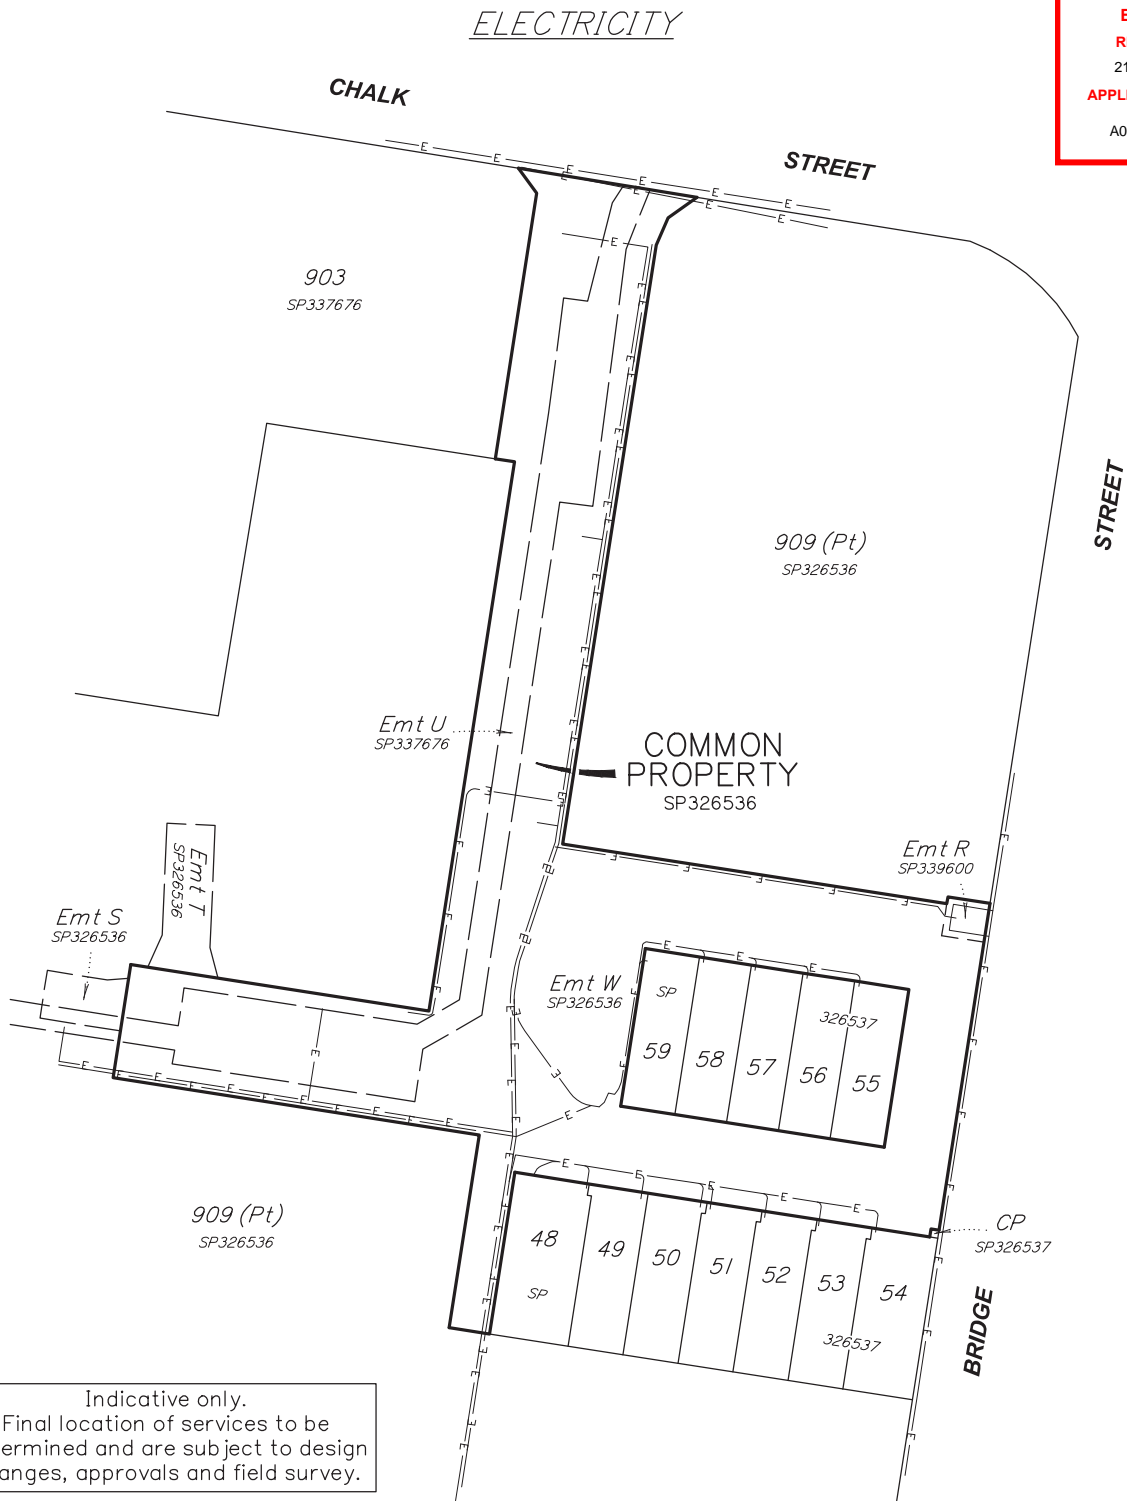 ELECTRICITY
CHALK
STREET
903
SP337676
909 (Pt)
SP326536
STREET
Emt U
SP337676
COMMON
PROPERTY
SP326536
Emt R
SP339600
Emt T
SP326536
Emt S
SP326536
Emt W
SP326536
SP
326537
59
58
57
56
55
909 (Pt)
SP326536
48
49
50
51
52
53
54
SP
326537
CP
SP326537
BRIDGE
Indicative only.
Final location of services to be
ermined and are subject to design
anges, approvals and field survey.
E
R
21
APPL
A0